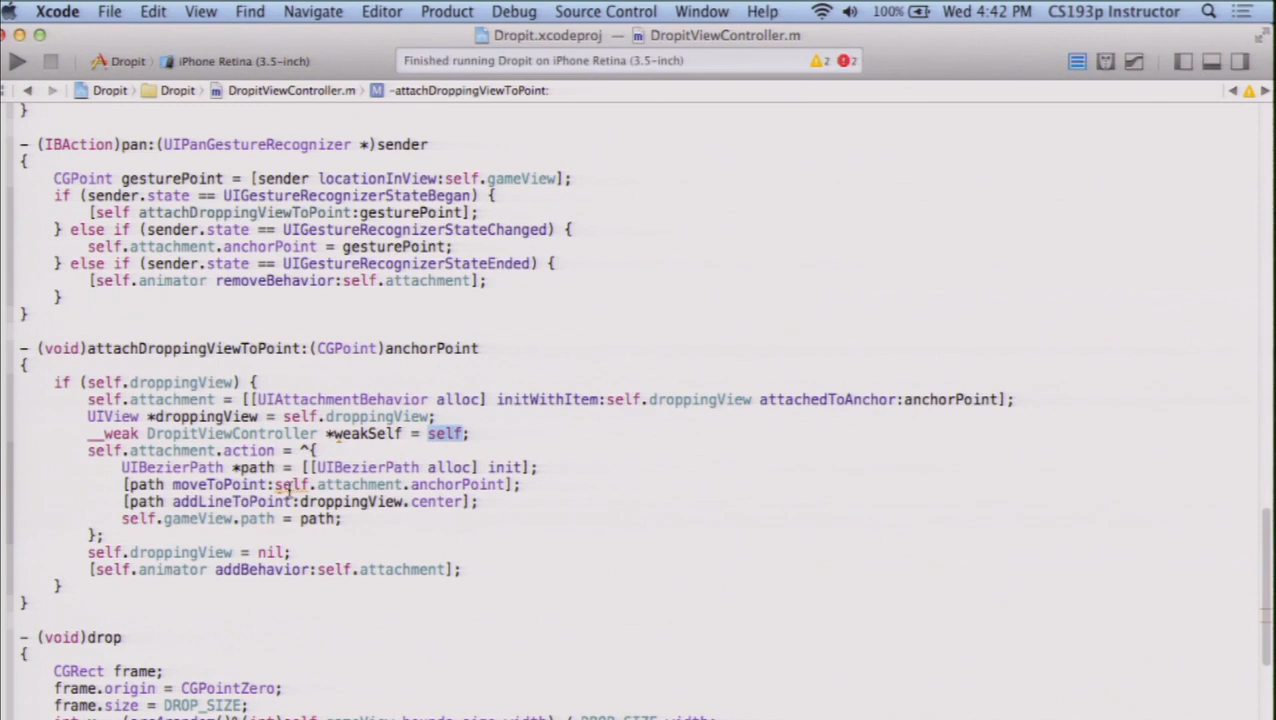 Xcode File Edit View Find Navigate Editor Product Debug Source Control Window Help 100% Wed 4:42 PM CS193p Instructor
Dropit.xcodeproj — DropitViewController.m
Dropit iPhone Retina (3.5-inch) Finished running Dropit on iPhone Retina (3.5-inch) 2 2
Dropit Dropit DropitViewController.m M -attachDroppingViewToPoint:
}
- (IBAction)pan:(UIPanGestureRecognizer *)sender
{
CGPoint gesturePoint = [sender locationInView:self.gameView];
if (sender.state == UIGestureRecognizerStateBegan) {
[self attachDroppingViewToPoint:gesturePoint];
} else if (sender.state == UIGestureRecognizerStateChanged) {
self.attachment.anchorPoint = gesturePoint;
} else if (sender.state == UIGestureRecognizerStateEnded) {
[self.animator removeBehavior:self.attachment];
}
}
- (void)attachDroppingViewToPoint:(CGPoint)anchorPoint
{
if (self.droppingView) {
self.attachment = [[UIAttachmentBehavior alloc] initWithItem:self.droppingView attachedToAnchor:anchorPoint];
UIView *droppingView = self.droppingView;
__weak DropitViewController *weakSelf = self;
self.attachment.action = ^{
UIBezierPath *path = [[UIBezierPath alloc] init];
[path moveToPoint:self.attachment.anchorPoint];
[path addLineToPoint:droppingView.center];
self.gameView.path = path;
};
self.droppingView = nil;
[self.animator addBehavior:self.attachment];
}
}
- (void)drop
{
CGRect frame;
frame.origin = CGPointZero;
frame.size = DROP_SIZE;